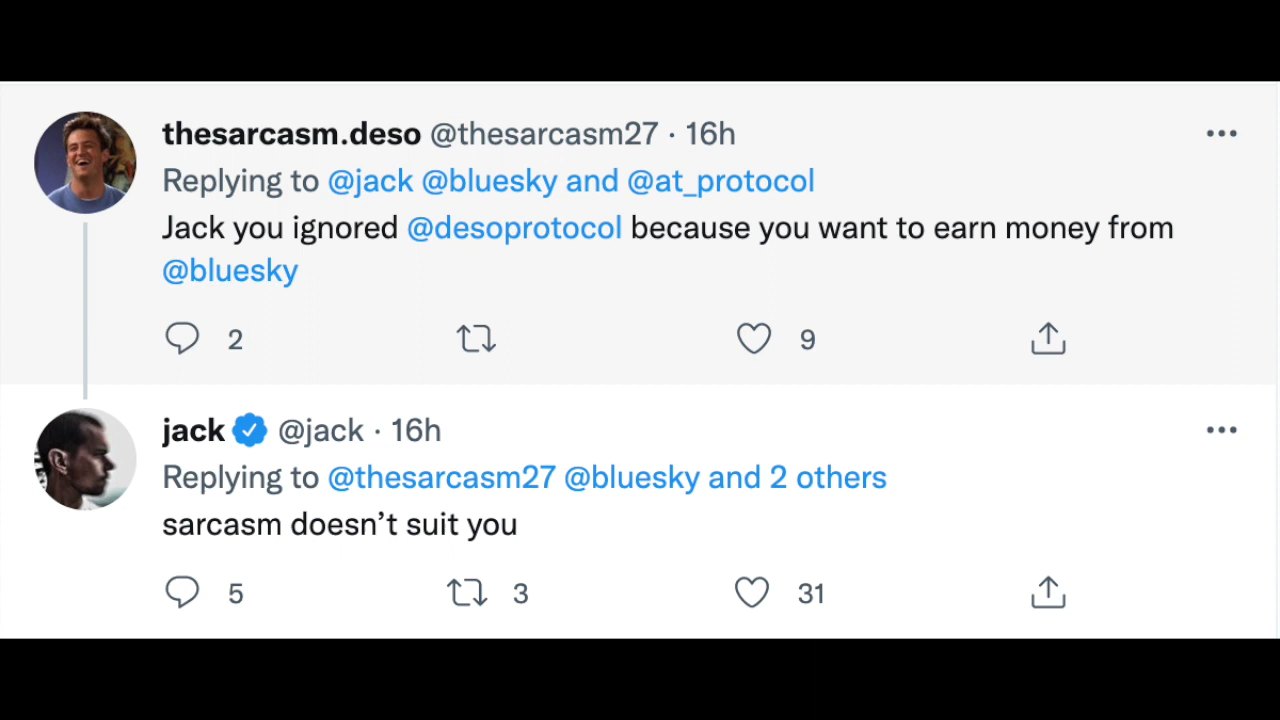 thesarcasm.deso @thesarcasm27 · 16h
Replying to @jack @bluesky and @at_protocol
Jack you ignored @desoprotocol because you want to earn money from
@bluesky
2 9
jack @jack · 16h
Replying to @thesarcasm27 @bluesky and 2 others
sarcasm doesn’t suit you
5 3 31